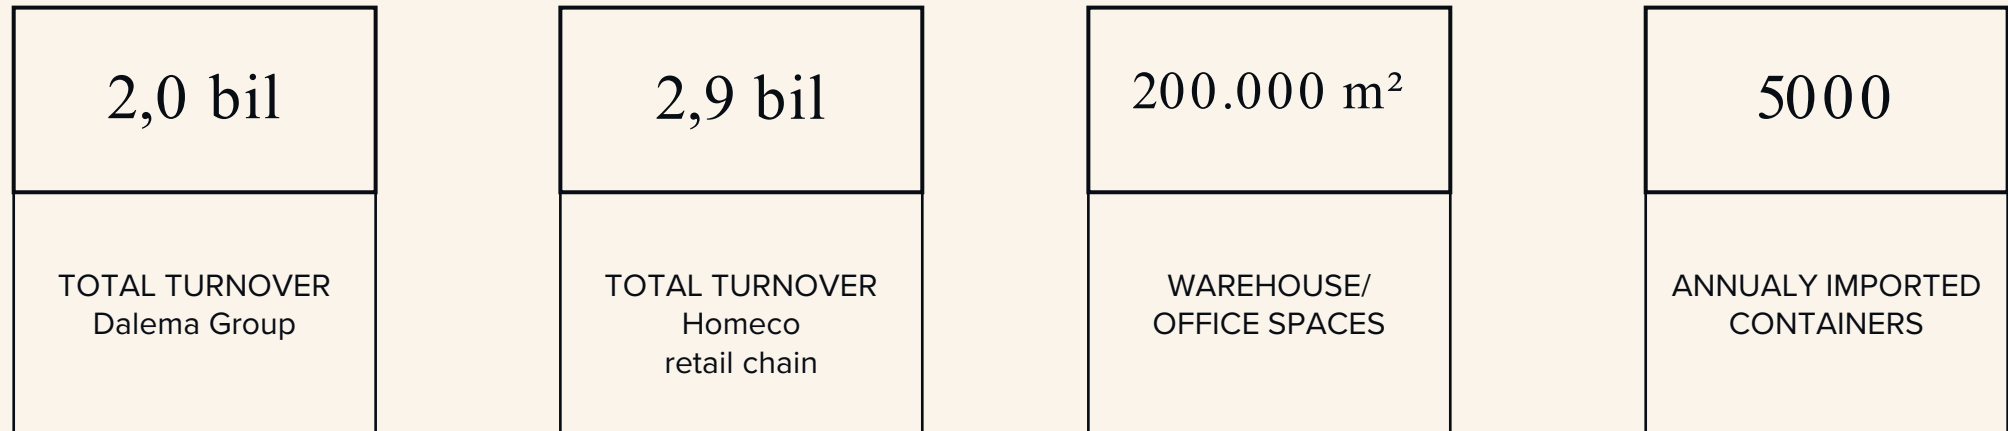 2,0 bil
TOTAL TURNOVER
Dalema Group
2,9 bil
TOTAL TURNOVER
Homeco
retail chain
200.000 m²
WAREHOUSE/
OFFICE SPACES
5000
ANNUALY IMPORTED
CONTAINERS